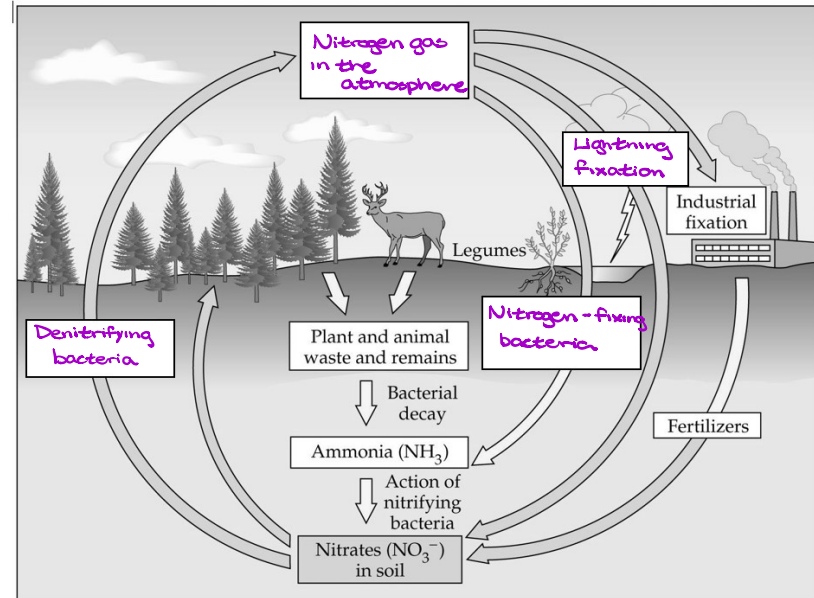 Nitrogen gas
in the
atmosphere
Lightning
fixation
Industrial
fixation
Legumes
Denitrifying
bacteria
Plant and animal
waste and remains
Nitrogen-fixing
bacteria
Bacterial
decay
Fertilizers
Ammonia (NH₃)
Action of
nitrifying
bacteria
Nitrates (NO₃⁻)
in soil